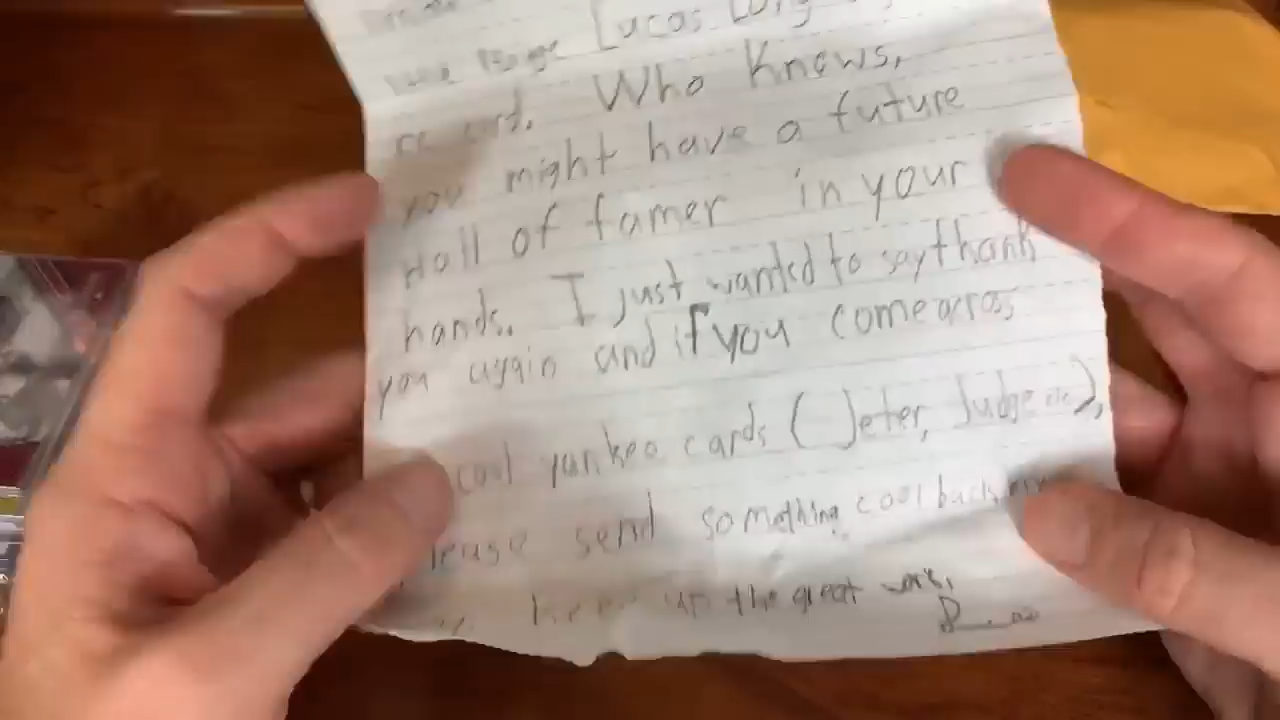 Lucas
Who Knows,
you might have a future
Hall of famer in your
hands. I just wanted to say thank
you again and if you come across
cool yankee cards (Jeter, Judge etc),
send something cool back
up the great work,